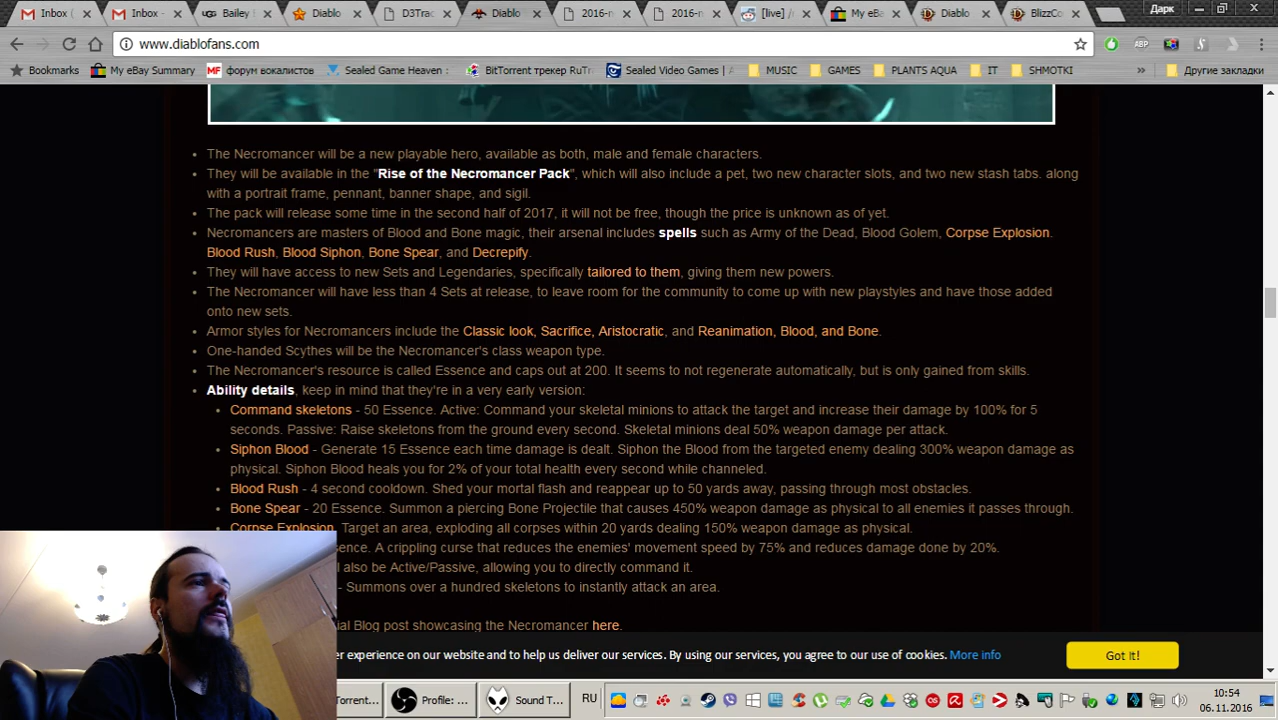 Inbox (
Inbox -
Bailey
Diablo
D3Trac
Diablo
2016-n
2016-n
[live] /r
My eBa
Diablo
BlizzCo
Дарк
www.diablofans.com
Bookmarks
My eBay Summary
форум вокалистов
Sealed Game Heaven :
BitTorrent трекер RuTr
Sealed Video Games | A
MUSIC
GAMES
PLANTS AQUA
IT
SHMOTKI
»
Другие закладки
• The Necromancer will be a new playable hero, available as both, male and female characters.
• They will be available in the "Rise of the Necromancer Pack", which will also include a pet, two new character slots, and two new stash tabs. along
with a portrait frame, pennant, banner shape, and sigil.
• The pack will release some time in the second half of 2017, it will not be free, though the price is unknown as of yet.
• Necromancers are masters of Blood and Bone magic, their arsenal includes spells such as Army of the Dead, Blood Golem, Corpse Explosion.
Blood Rush, Blood Siphon, Bone Spear, and Decrepify.
• They will have access to new Sets and Legendaries, specifically tailored to them, giving them new powers.
• The Necromancer will have less than 4 Sets at release, to leave room for the community to come up with new playstyles and have those added
onto new sets.
• Armor styles for Necromancers include the Classic look, Sacrifice, Aristocratic, and Reanimation, Blood, and Bone.
• One-handed Scythes will be the Necromancer's class weapon type.
• The Necromancer's resource is called Essence and caps out at 200. It seems to not regenerate automatically, but is only gained from skills.
• Ability details, keep in mind that they're in a very early version:
• Command skeletons - 50 Essence. Active: Command your skeletal minions to attack the target and increase their damage by 100% for 5
seconds. Passive: Raise skeletons from the ground every second. Skeletal minions deal 50% weapon damage per attack.
• Siphon Blood - Generate 15 Essence each time damage is dealt. Siphon the Blood from the targeted enemy dealing 300% weapon damage as
physical. Siphon Blood heals you for 2% of your total health every second while channeled.
• Blood Rush - 4 second cooldown. Shed your mortal flash and reappear up to 50 yards away, passing through most obstacles.
• Bone Spear - 20 Essence. Summon a piercing Bone Projectile that causes 450% weapon damage as physical to all enemies it passes through.
Corpse Explosion. Target an area, exploding all corpses within 20 yards dealing 150% weapon damage as physical.
sence. A crippling curse that reduces the enemies' movement speed by 75% and reduces damage done by 20%.
l also be Active/Passive, allowing you to directly command it.
- Summons over a hundred skeletons to instantly attack an area.
ial Blog post showcasing the Necromancer here.
er experience on our website and to help us deliver our services. By using our services, you agree to our use of cookies. More info
Got it!
Torrent...
Profile: ...
Sound T...
RU
10:54
06.11.2016